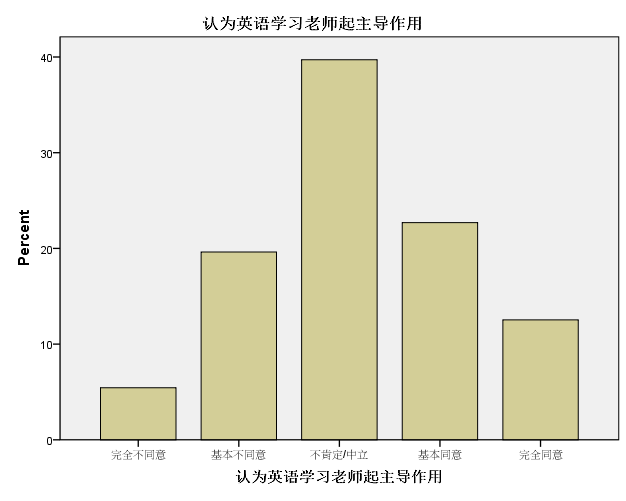 认为英语学习老师起主导作用
Percent
40
30
20
10
0
完全不同意 基本不同意 不肯定/中立 基本同意 完全同意
认为英语学习老师起主导作用